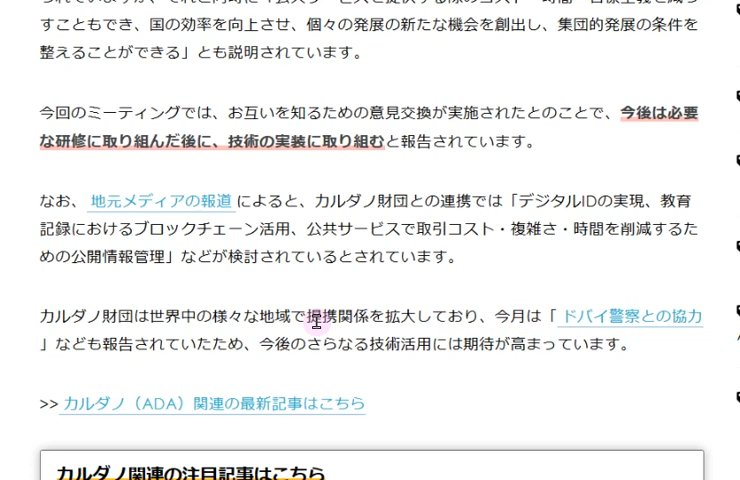 すこともでき、国の効率を向上させ、個々の発展の新たな機会を創出し、集団的発展の条件を
整えることができる」とも説明されています。
今回のミーティングでは、お互いを知るための意見交換が実施されたとのことで、今後は必要
な研修に取り組んだ後に、技術の実装に取り組むと報告されています。
なお、 地元メディアの報道 によると、カルダノ財団との連携では「デジタルIDの実現、教育
記録におけるブロックチェーン活用、公共サービスで取引コスト・複雑さ・時間を削減するた
めの公開情報管理」などが検討されているとされています。
カルダノ財団は世界中の様々な地域で提携関係を拡大しており、今月は「 ドバイ警察との協力
」なども報告されていたため、今後のさらなる技術活用には期待が高まっています。
>> カルダノ（ADA）関連の最新記事はこちら
カルダノ関連の注目記事はこちら